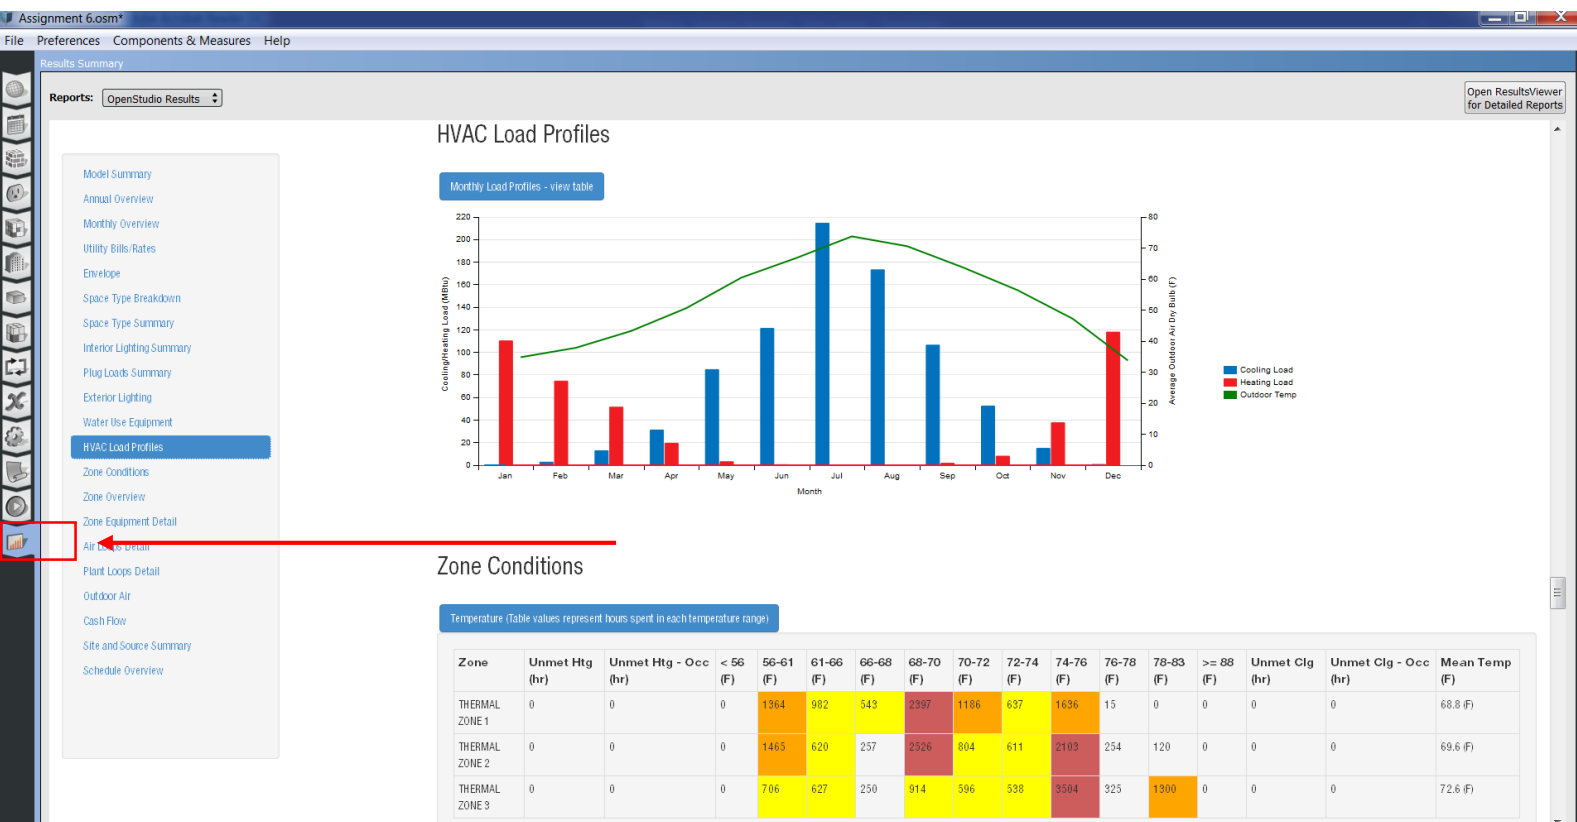 Assignment 6.osm*
File Preferences Components & Measures Help
Results Summary
Reports: OpenStudio Results
Open ResultsViewer
for Detailed Reports
Model Summary
Annual Overview
Monthly Overview
Utility Bills/Rates
Envelope
Space Type Breakdown
Space Type Summary
Interior Lighting Summary
Plug Loads Summary
Exterior Lighting
Water Use Equipment
HVAC Load Profiles
Zone Conditions
Zone Overview
Zone Equipment Detail
Air Loops Detail
Plant Loops Detail
Outdoor Air
Cash Flow
Site and Source Summary
Schedule Overview
HVAC Load Profiles
Monthly Load Profiles - view table
220
200
180
160
140
120
100
80
60
40
20
0
Cooling/Heating Load (MBtu)
80
70
60
50
40
30
20
10
0
Average Outdoor Air Dry Bulb (F)
Jan Feb Mar Apr May Jun Jul Aug Sep Oct Nov Dec
Month
Cooling Load
Heating Load
Outdoor Temp
Zone Conditions
Temperature (Table values represent hours spent in each temperature range)
Zone Unmet Htg Unmet Htg - Occ < 56 56-61 61-66 66-68 68-70 70-72 72-74 74-76 76-78 78-83 >= 88 Unmet Clg Unmet Clg - Occ Mean Temp
(hr) (hr) (F) (F) (F) (F) (F) (F) (F) (F) (F) (F) (F) (hr) (hr) (F)
THERMAL 0 0 0 1364 982 543 2397 1186 637 1636 15 0 0 0 0 68.8 (F)
ZONE 1
THERMAL 0 0 0 1465 620 257 2526 804 611 2103 254 120 0 0 0 69.6 (F)
ZONE 2
THERMAL 0 0 0 706 627 250 914 596 538 3504 325 1300 0 0 0 72.6 (F)
ZONE 3